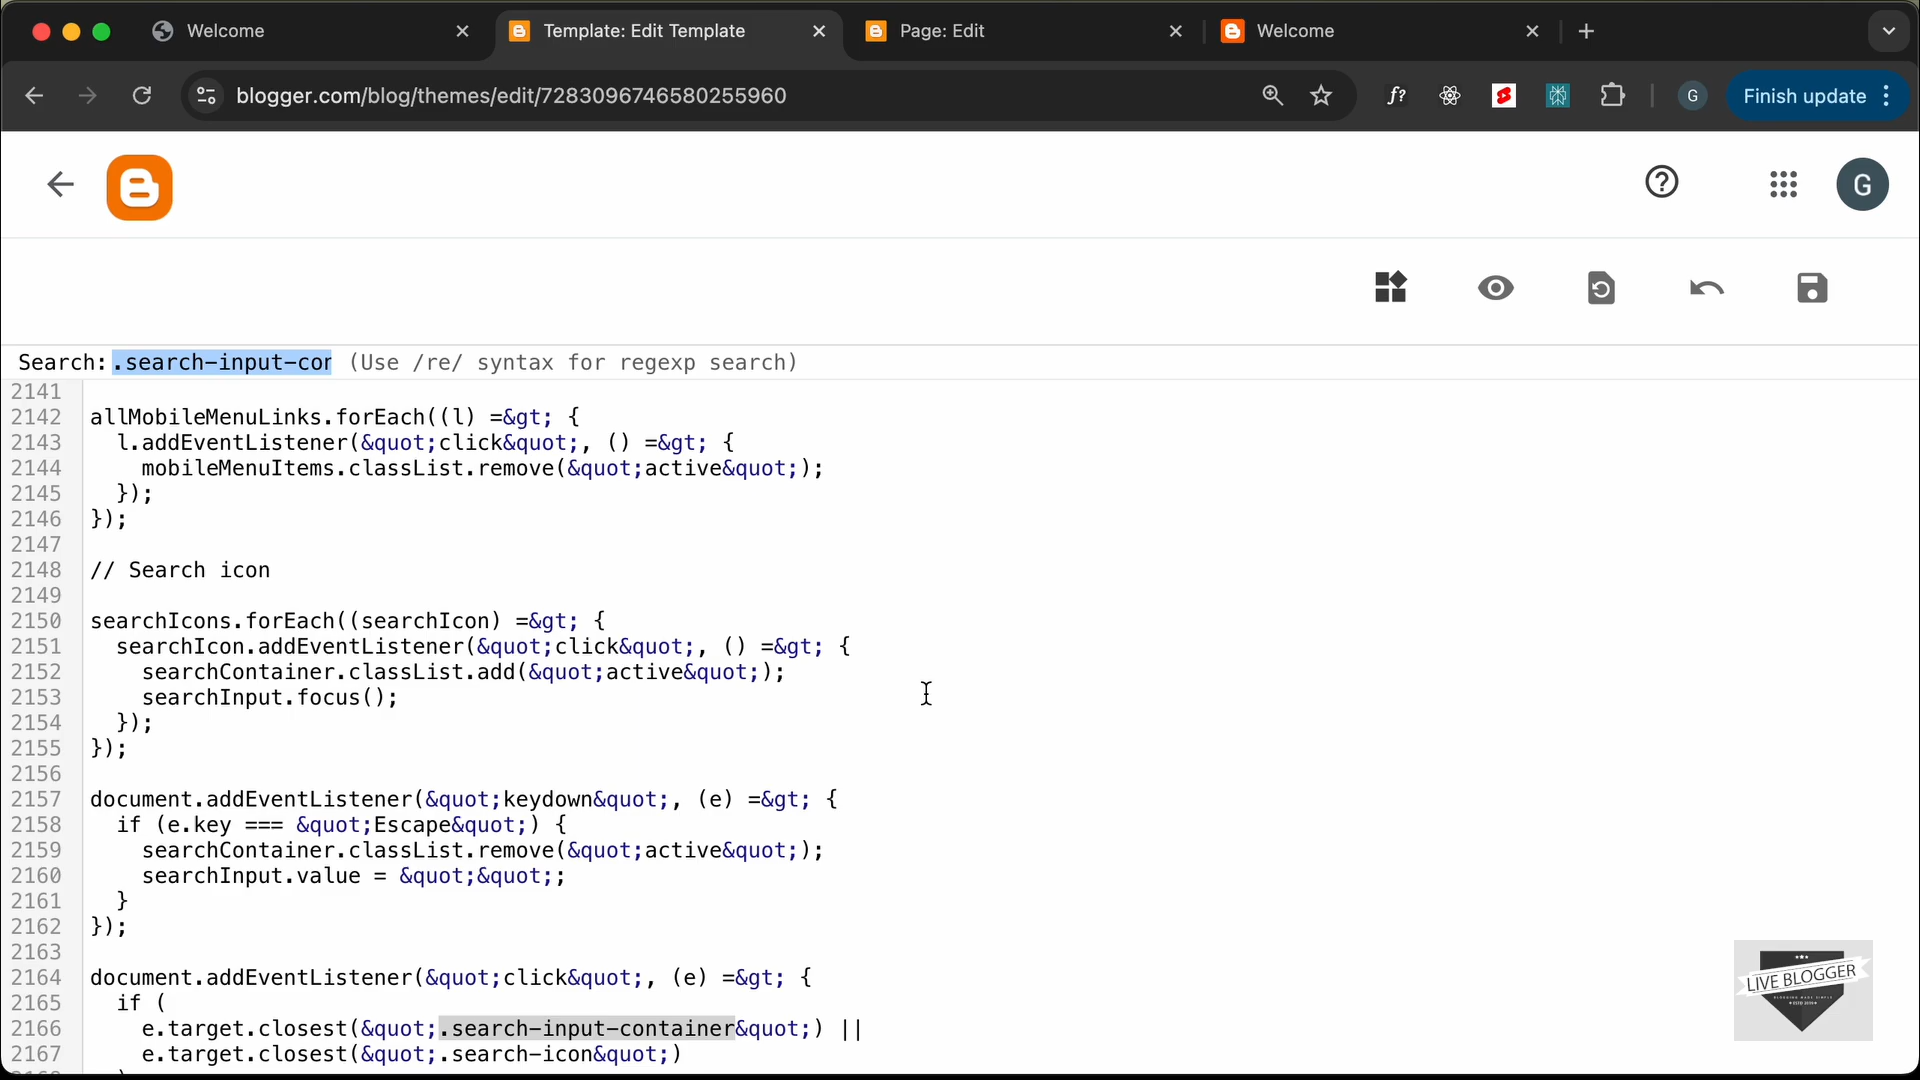 Welcome
Template: Edit Template
Page: Edit
Welcome
blogger.com/blog/themes/edit/7283096746580255960
f?
G
Finish update
G
Search: .search-input-cor (Use /re/ syntax for regexp search)
2141
2142 allMobileMenuLinks.forEach((l) =&gt; {
2143 l.addEventListener(&quot;click&quot;, () =&gt; {
2144 mobileMenuItems.classList.remove(&quot;active&quot;);
2145 });
2146 });
2147
2148 // Search icon
2149
2150 searchIcons.forEach((searchIcon) =&gt; {
2151 searchIcon.addEventListener(&quot;click&quot;, () =&gt; {
2152 searchContainer.classList.add(&quot;active&quot;);
2153 searchInput.focus();
2154 });
2155 });
2156
2157 document.addEventListener(&quot;keydown&quot;, (e) =&gt; {
2158 if (e.key === &quot;Escape&quot;) {
2159 searchContainer.classList.remove(&quot;active&quot;);
2160 searchInput.value = &quot;&quot;;
2161 }
2162 });
2163
2164 document.addEventListener(&quot;click&quot;, (e) =&gt; {
2165 if (
2166 e.target.closest(&quot;.search-input-container&quot;) ||
2167 e.target.closest(&quot;.search-icon&quot;)
LIVE BLOGGER